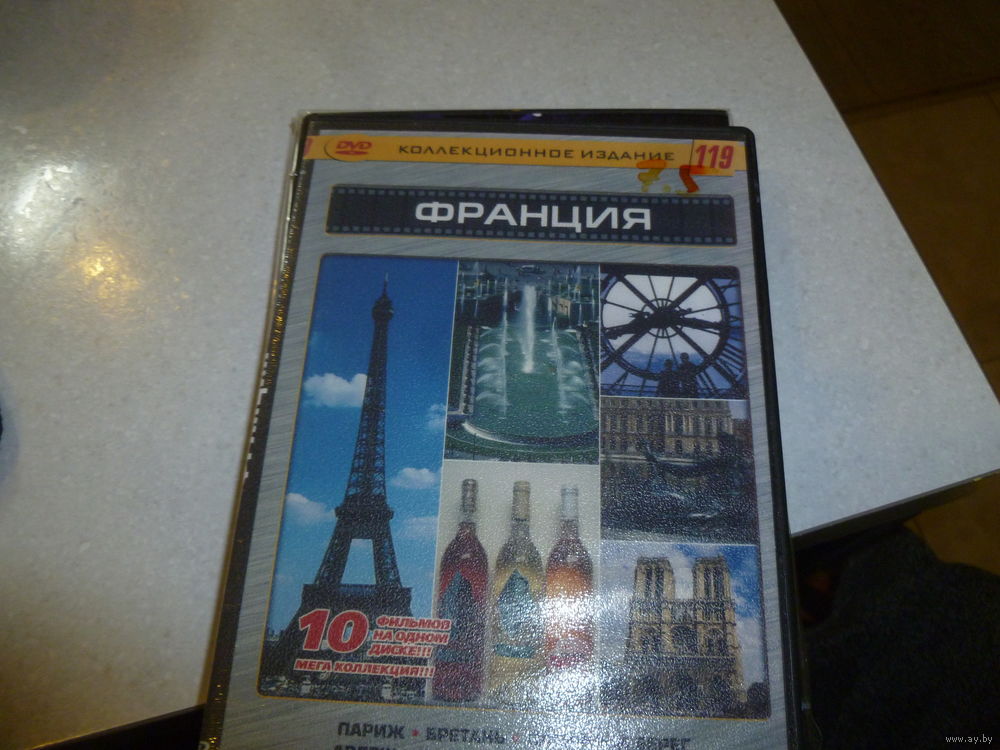 DVD КОЛЛЕКЦИОННОЕ ИЗДАНИЕ 119
ФРАНЦИЯ
10 ФИЛЬМОВ
НА ОДНОМ
ДИСКЕ!!!
МЕГА КОЛЛЕКЦИЯ!!!
ПАРИЖ • БРЕТАНЬ •
www.ay.by